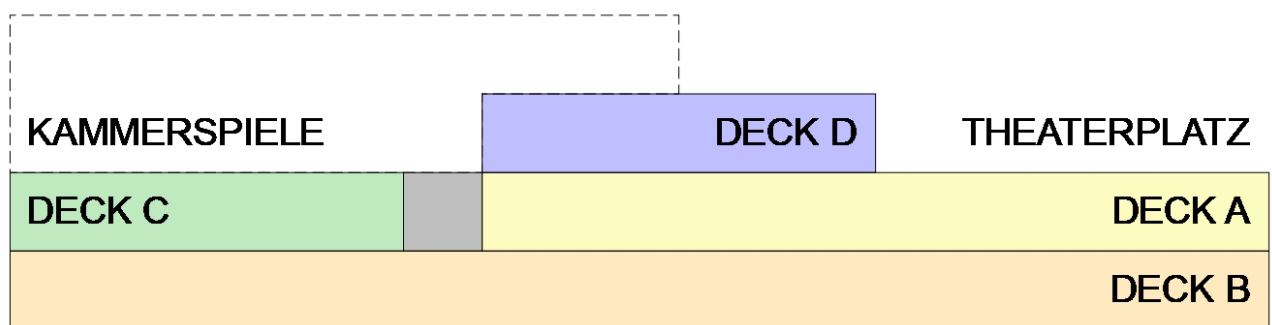 KAMMERSPIELE DECK D THEATERPLATZ
DECK C DECK A
DECK B